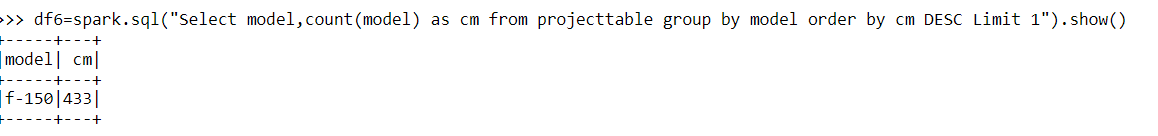 >>> df6=spark.sql("Select model,count(model) as cm from projecttable group by model order by cm DESC Limit 1").show()
+-----+---+
|model| cm|
+-----+---+
|f-150|433|
+-----+---+